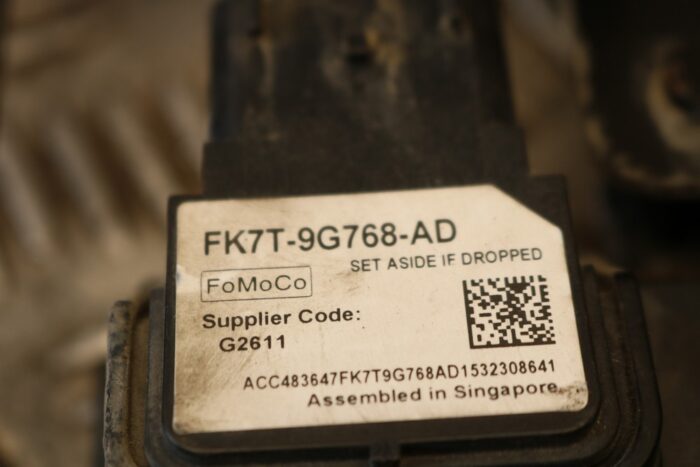 FK7T-9G768-AD
SET ASIDE IF DROPPED
FoMoCo
Supplier Code:
G2611
ACC483647FK7T9G768AD1532308641
Assembled in Singapore